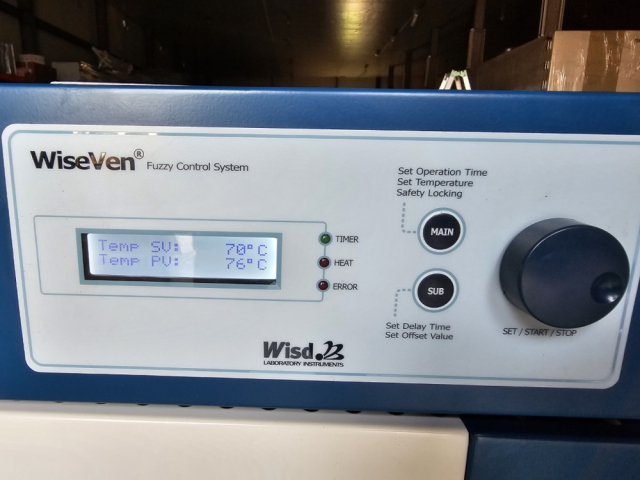 WiseVen® Fuzzy Control System
Set Operation Time
Set Temperature
Safety Locking
MAIN
Temp SV: 70°C
Temp PV: 76°C
TIMER
HEAT
ERROR
SUB
Set Delay Time
Set Offset Value
SET / START / STOP
Wisd
LABORATORY INSTRUMENTS